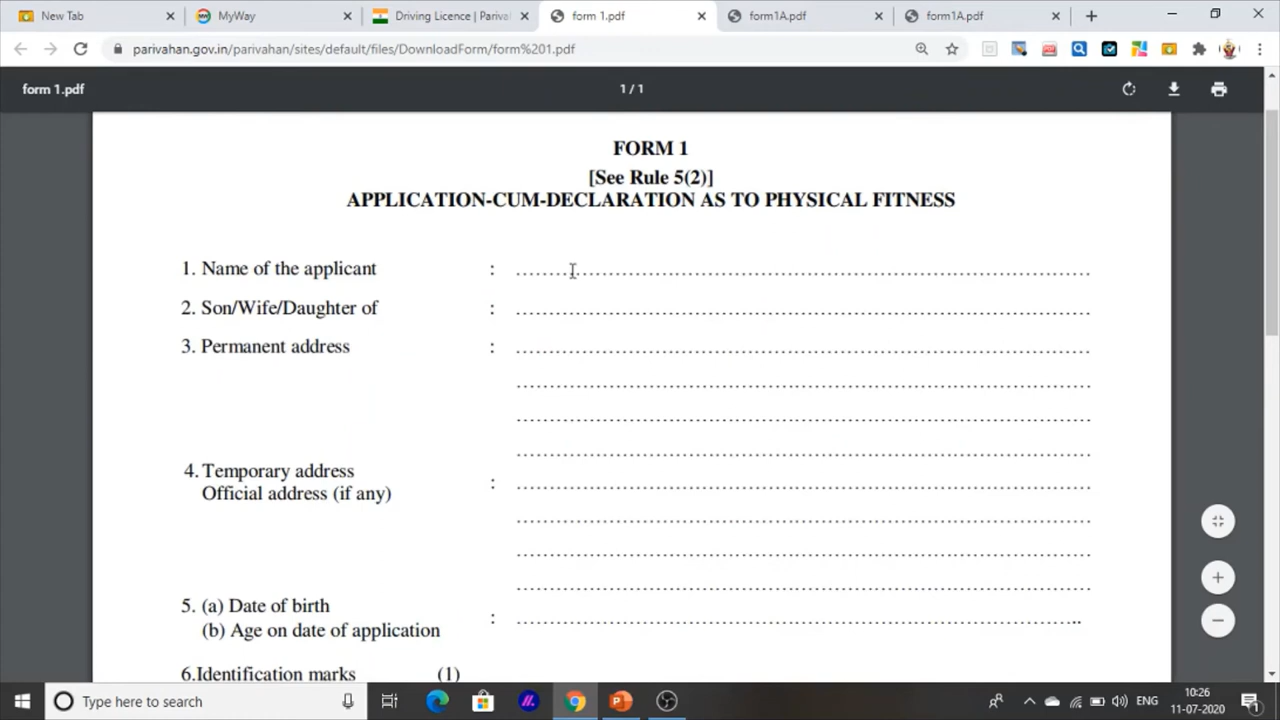 New Tab
MyWay
Driving Licence | Pariva
form 1.pdf
form1A.pdf
form1A.pdf
parivahan.gov.in/parivahan/sites/default/files/DownloadForm/form%201.pdf
form 1.pdf
1 / 1
FORM 1
[See Rule 5(2)]
APPLICATION-CUM-DECLARATION AS TO PHYSICAL FITNESS
1. Name of the applicant :
2. Son/Wife/Daughter of :
3. Permanent address :
4. Temporary address
Official address (if any) :
5. (a) Date of birth
(b) Age on date of application :
6.Identification marks (1)
Type here to search
ENG
10:26
11-07-2020